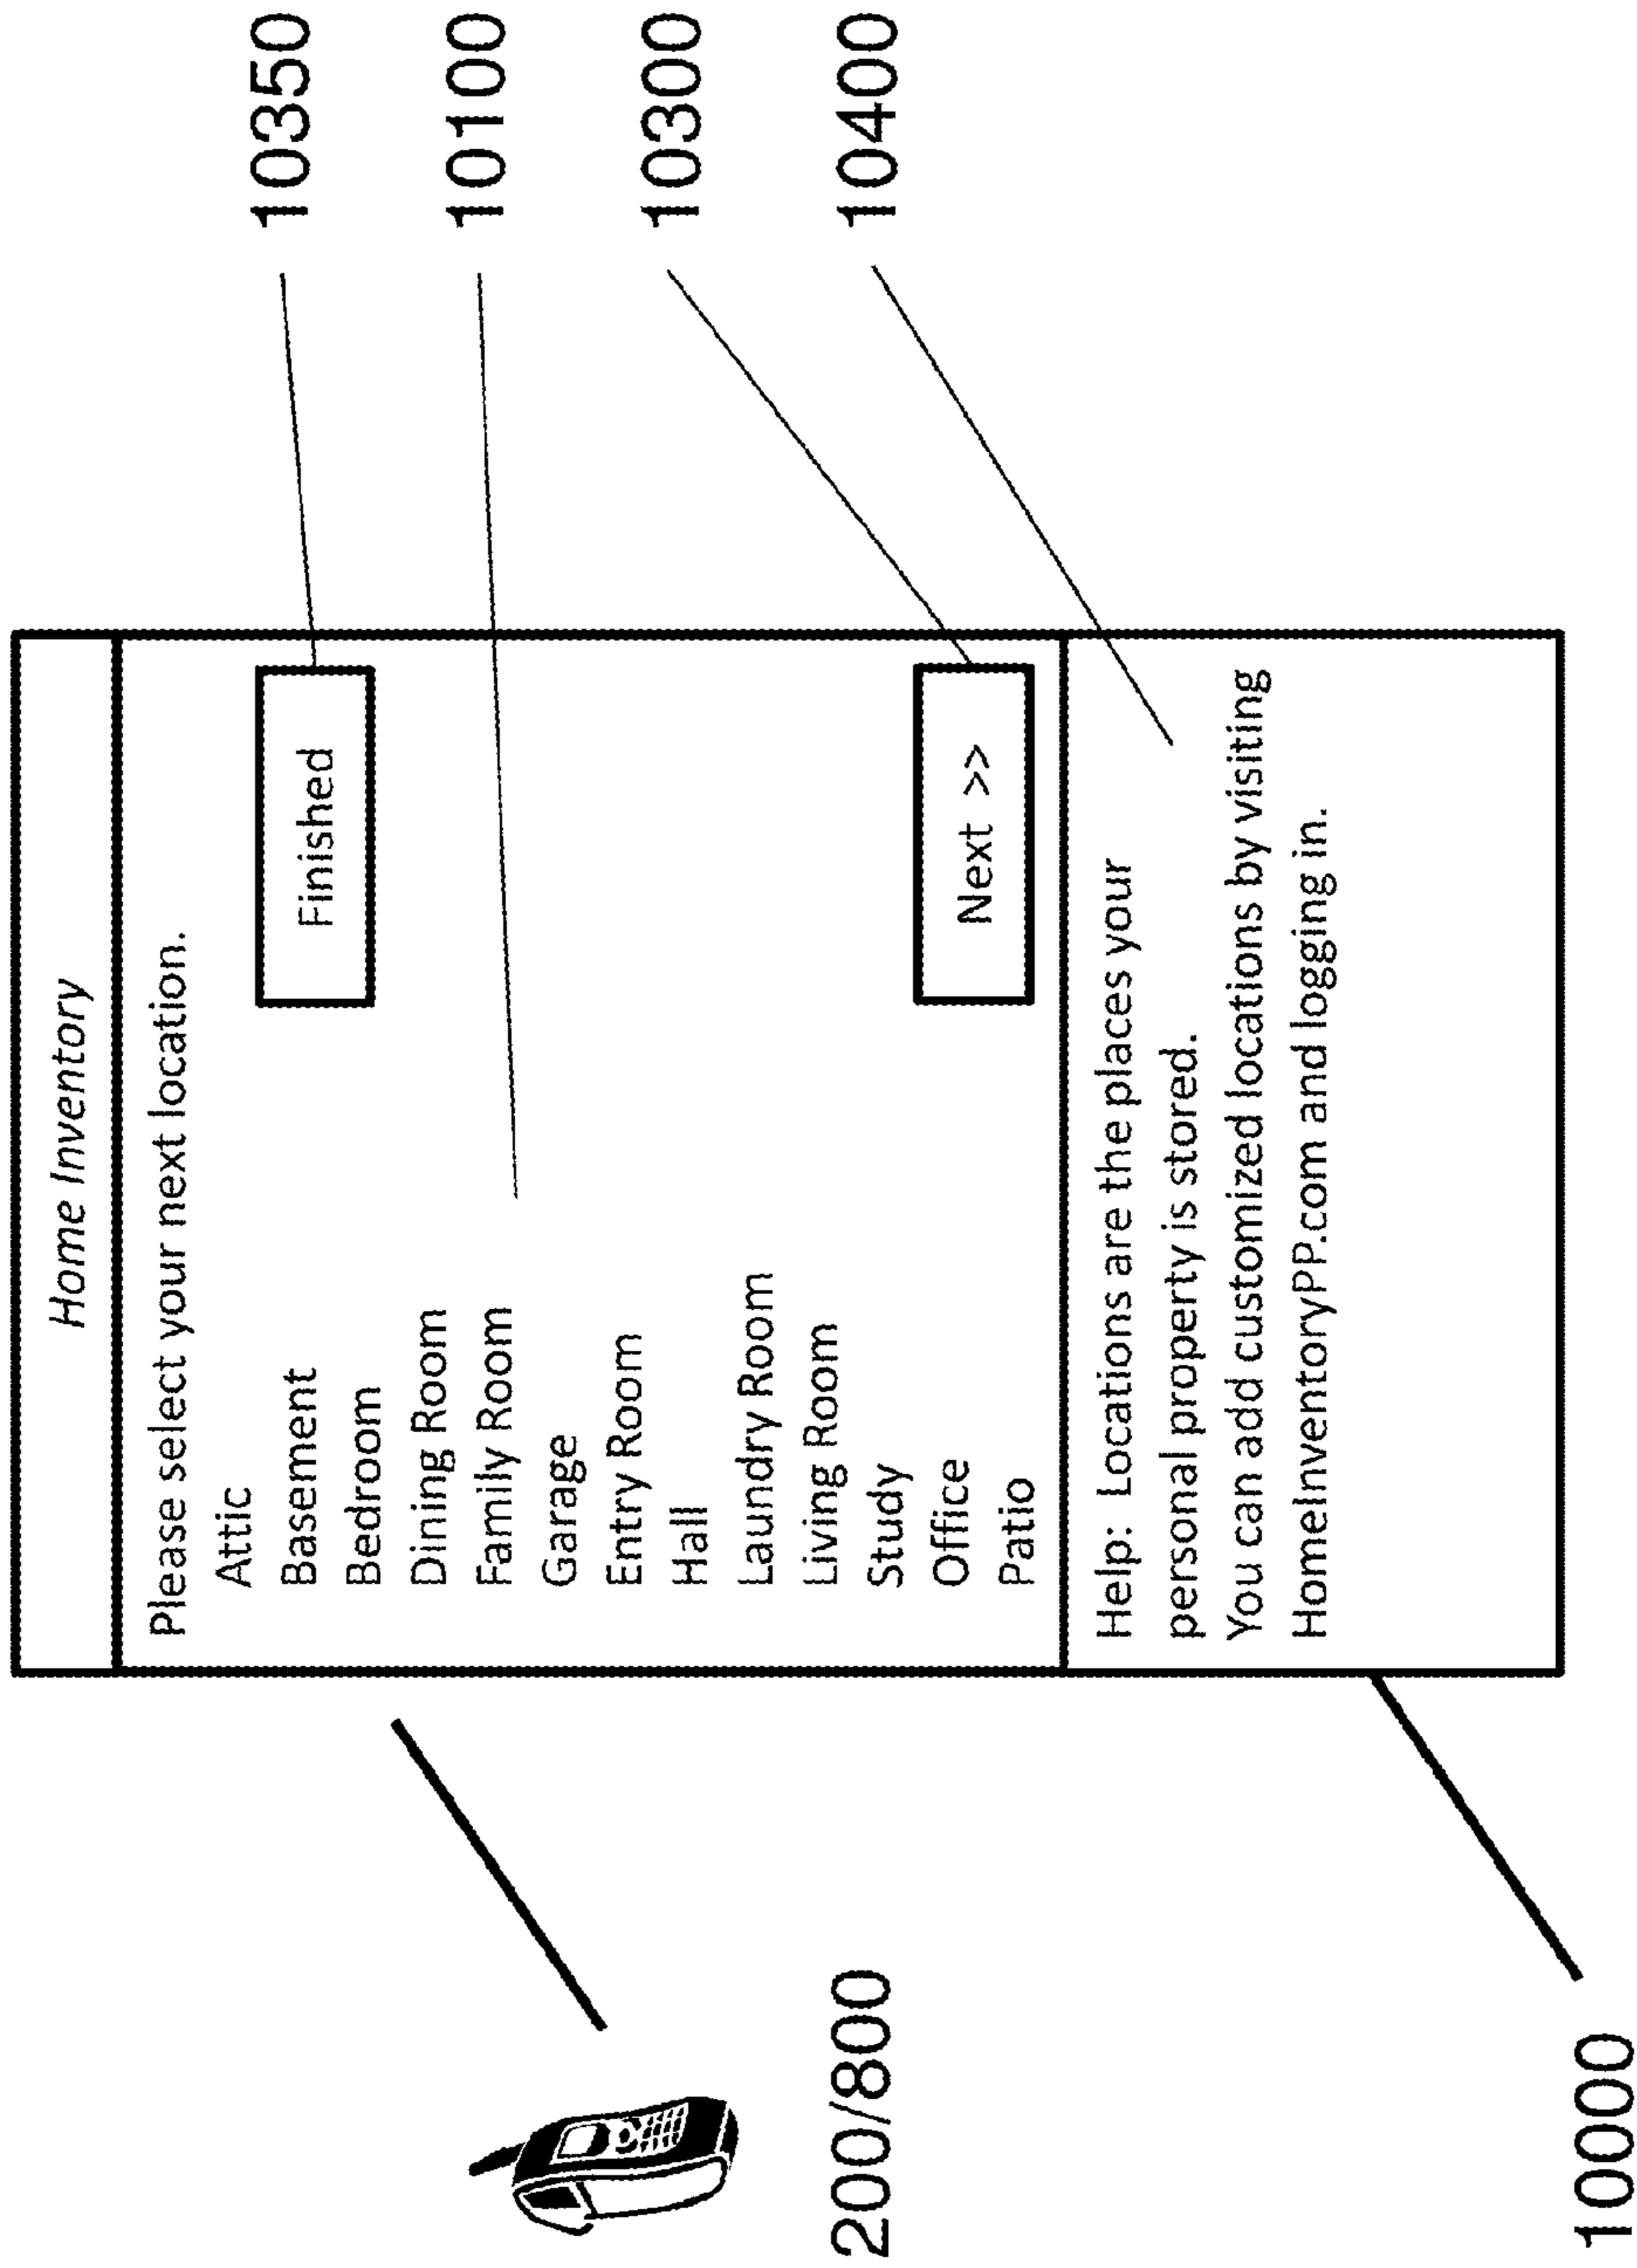 Home Inventory
Please select your next location.
Attic
Basement
Bedroom
Dining Room
Family Room
Garage
Entry Room
Hall
Laundry Room
Living Room
Study
Office
Patio
Finished
Next >>
Help: Locations are the places your
personal property is stored.
You can add customized locations by visiting
HomeInventoryPP.com and logging in.
10350
10100
10300
10400
200/800
10000